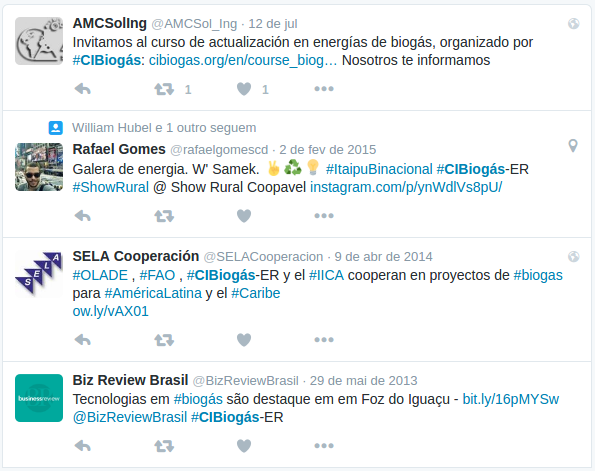 AMCSolIng @AMCSol_Ing · 12 de jul
Invitamos al curso de actualización en energías de biogás, organizado por
#CIBiogás: cibiogas.org/en/course_biog… Nosotros te informamos
1 1
William Hubel e 1 outro seguem
Rafael Gomes @rafaelgomescd · 2 de fev de 2015
Galera de energia. W' Samek. ✌️♻️💡 #ItaipuBinacional #CIBiogás-ER
#ShowRural @ Show Rural Coopavel instagram.com/p/ynWdlVs8pU/
SELA
SELA Cooperación @SELACooperacion · 9 de abr de 2014
#OLADE , #FAO , #CIBiogás-ER y el #IICA cooperan en proyectos de #biogas
para #AméricaLatina y el #Caribe
ow.ly/vAX01
businessreview
Biz Review Brasil @BizReviewBrasil · 29 de mai de 2013
Tecnologias em #biogás são destaque em em Foz do Iguaçu - bit.ly/16pMYSw
@BizReviewBrasil #CIBiogás-ER